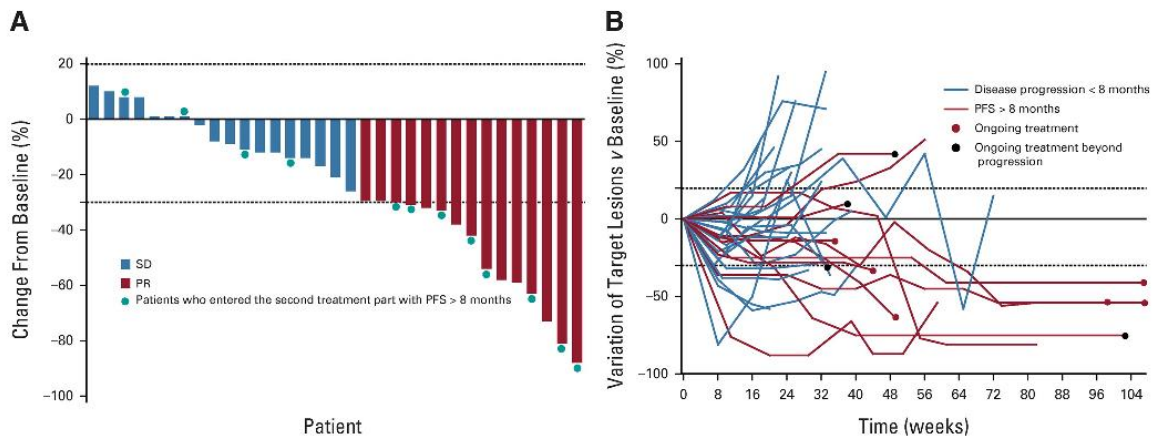 A
Change From Baseline (%)
20
0
–20
–40
–60
–80
–100
SD
PR
Patients who entered the second treatment part with PFS > 8 months
Patient
B
Variation of Target Lesions v Baseline (%)
100
50
0
–50
–100
Disease progression < 8 months
PFS > 8 months
Ongoing treatment
Ongoing treatment beyond
progression
0 8 16 24 32 40 48 56 64 72 80 88 96 104
Time (weeks)